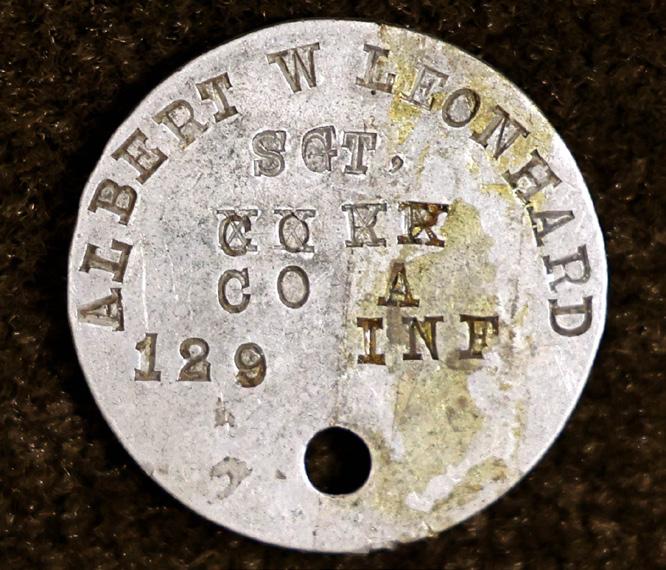 ALBERT W LEONHARD
SGT,
CO A
129 INF